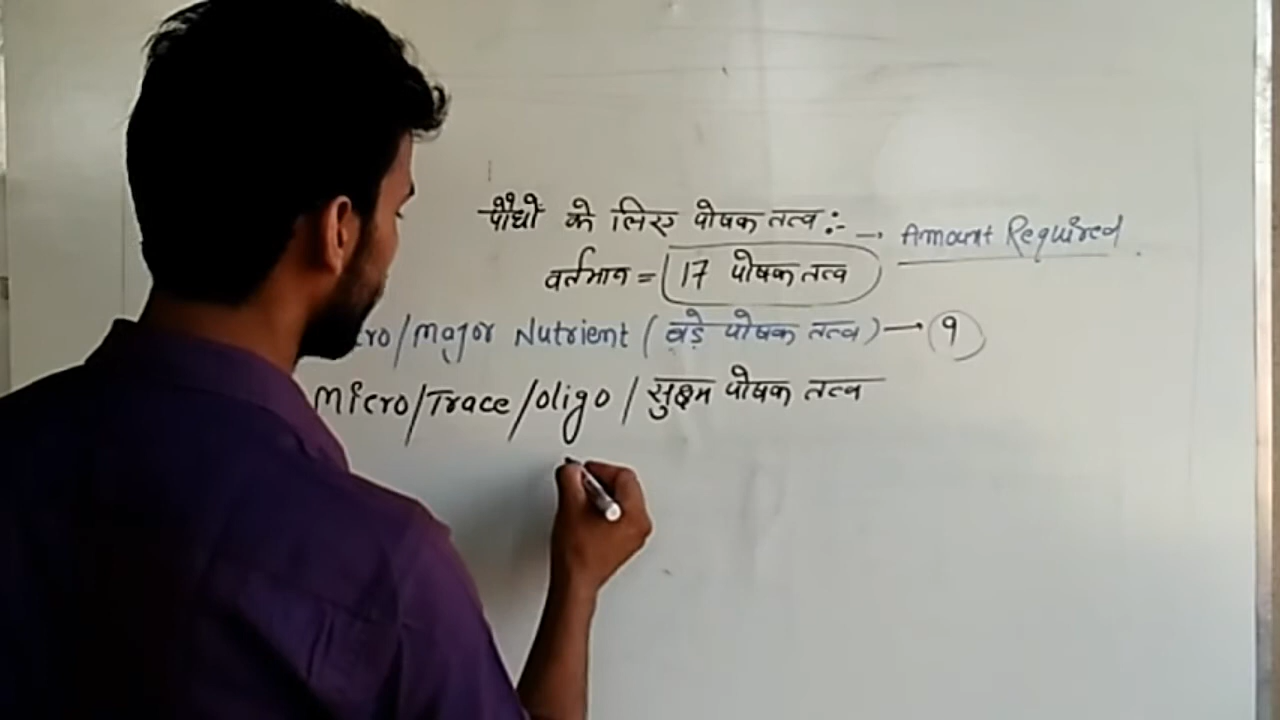 पौधों के लिए पोषक तत्व :- → Amount Required
वर्तमान = 17 पोषक तत्व
cro/Major Nutrient (बड़े पोषक तत्व) → 9
Micro/Trace/oligo/सुक्ष्म पोषक तत्व